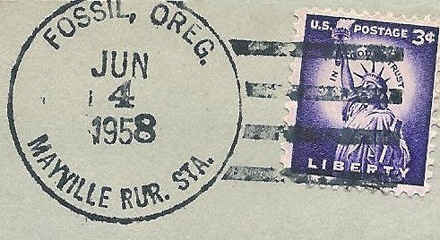 FOSSIL, OREG.
JUN
4
1958
MAYVILLE RUR. STA.
U.S. POSTAGE 3¢
IN GOD WE TRUST
LIBERTY